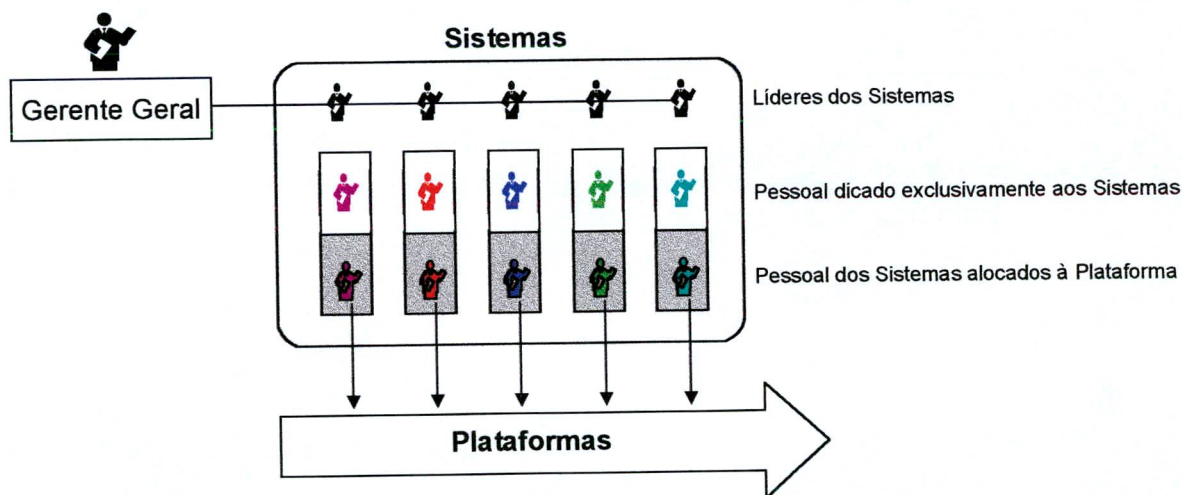 Sistemas
Gerente Geral
Líderes dos Sistemas
Pessoal dicado exclusivamente aos Sistemas
Pessoal dos Sistemas alocados à Plataforma
Plataformas